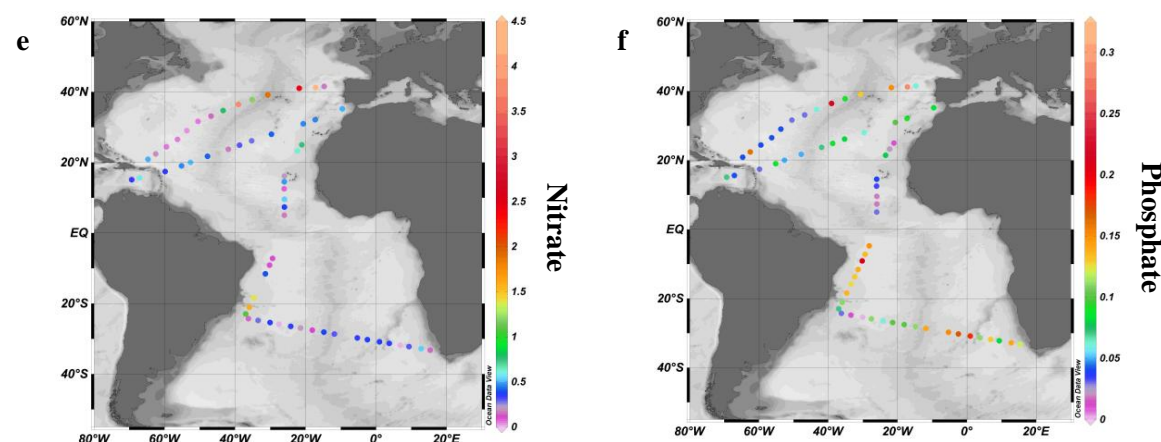 e
60°N
40°N
20°N
EQ
20°S
40°S
80°W
60°W
40°W
20°W
0°
20°E
Ocean Data View
4.5
4
3.5
3
2.5
2
1.5
1
0.5
0
Nitrate
f
60°N
40°N
20°N
EQ
20°S
40°S
80°W
60°W
40°W
20°W
0°
20°E
Ocean Data View
0.3
0.25
0.2
0.15
0.1
0.05
0
Phosphate